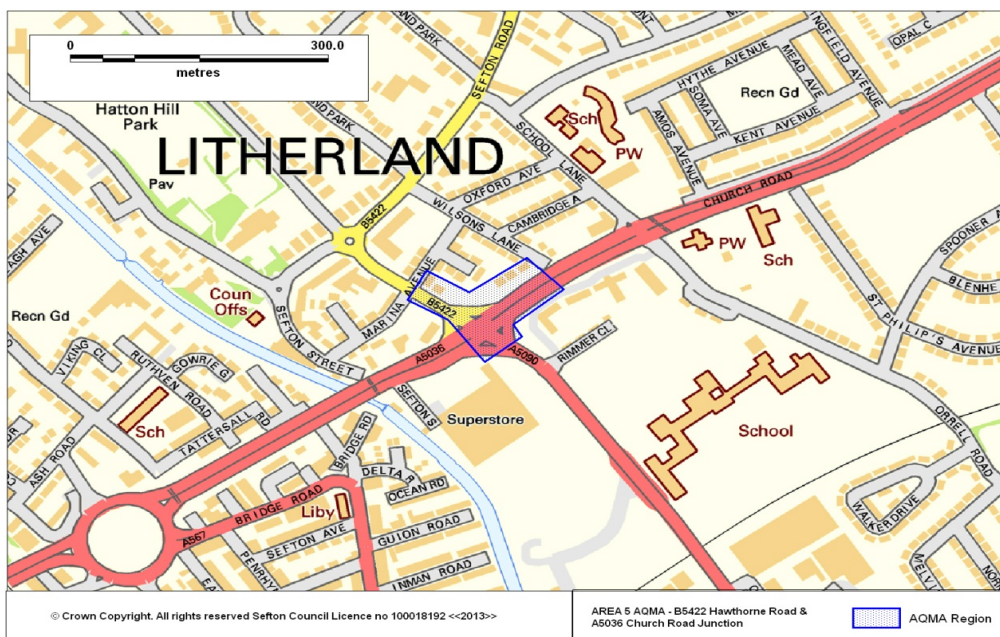 0 300.0
metres
SEFTON ROAD
Hatton Hill
Park
LITHERLAND
Pav
B5422
Sch
PW
SCHOOL LANE
OXFORD AVE
WILSONS LANE
CAMBRIDGE A
HYTHE AVENUE
SOMA AVE
MEAD AVE
AMOS AVENUE
KENT AVENUE
Recn Gd
OPAL C
CHURCH ROAD
PW
Sch
SPOONER A
BLENHE
ST PHILIP'S AVENUE
Coun
Offs
Recn Gd
MARINA AVENUE
B5422
SEFTON STREET
A5036
A5090
RIMMER CL
VIKING CL
RUTHVEN ROAD
GOWRIE G
TATTERSALL RD
Sch
ASH ROAD
SEFTON S
Superstore
School
ORRELL ROAD
BRIDGE RD
DELTA R
OCEAN RD
Liby
A567 BRIDGE ROAD
SEFTON AVE
GUION ROAD
INMAN ROAD
PENRHY
WALKER DRIVE
MELV
© Crown Copyright. All rights reserved Sefton Council Licence no 100018192 <<2013>>
AREA 5 AQMA - B5422 Hawthorne Road &
A5036 Church Road Junction
AQMA Region